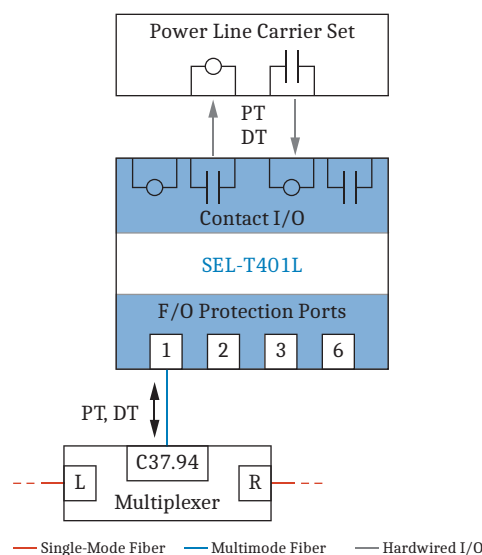 Power Line Carrier Set
PT
DT
Contact I/O
SEL-T401L
F/O Protection Ports
1 2 3 6
PT, DT
C37.94
L R
Multiplexer
Single-Mode Fiber Multimode Fiber Hardwired I/O